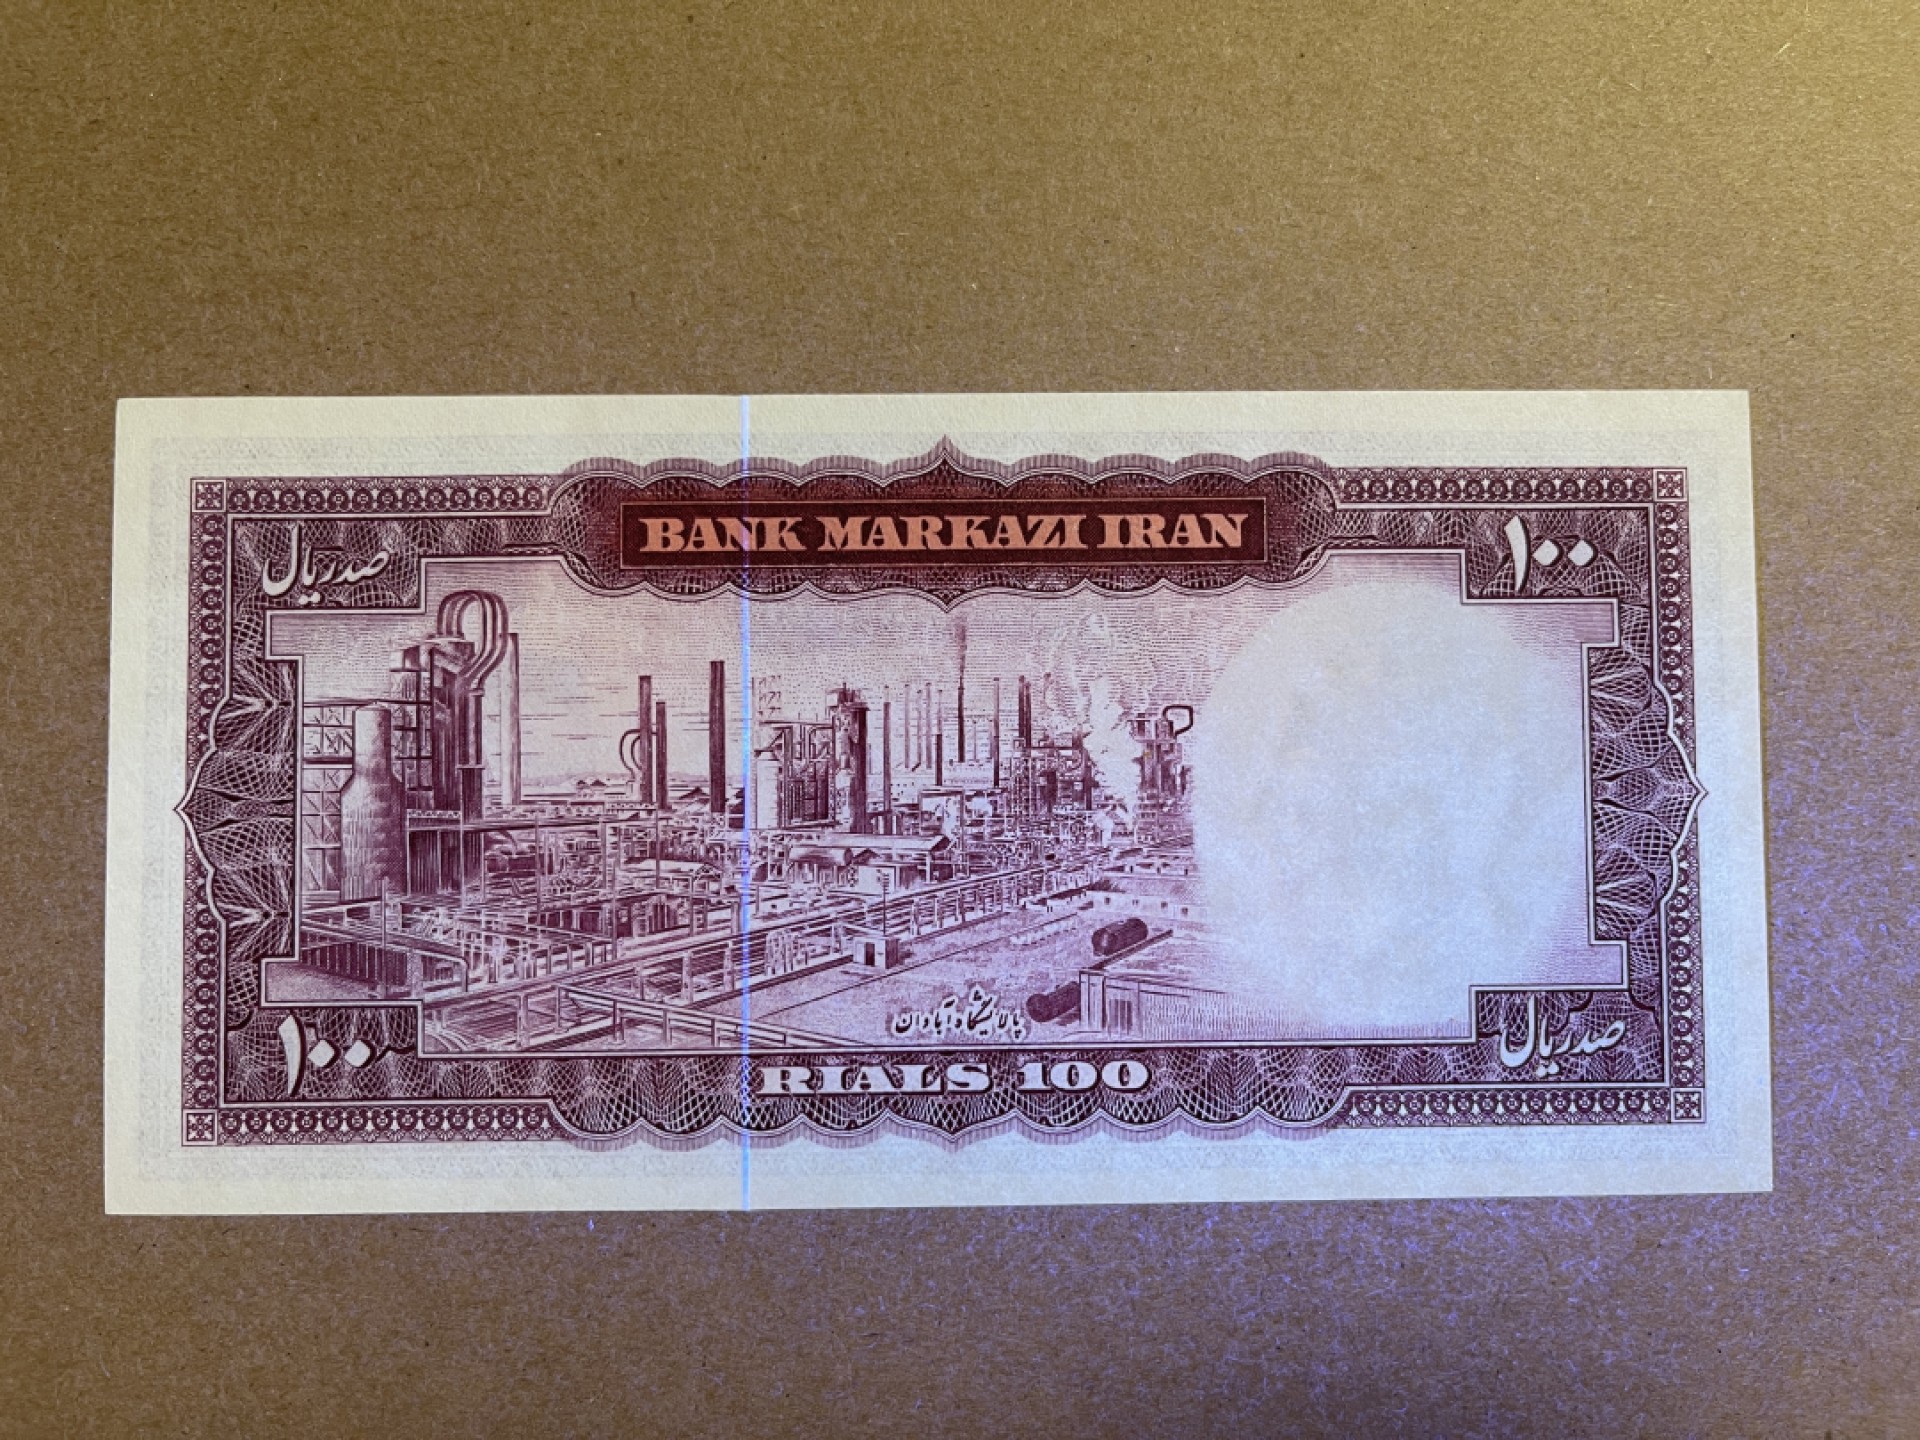 BANK MARKAZI IRAN
صد ریال
۱۰۰
پالایشگاه آبادان
۱۰۰
RIALS 100
صد ریال